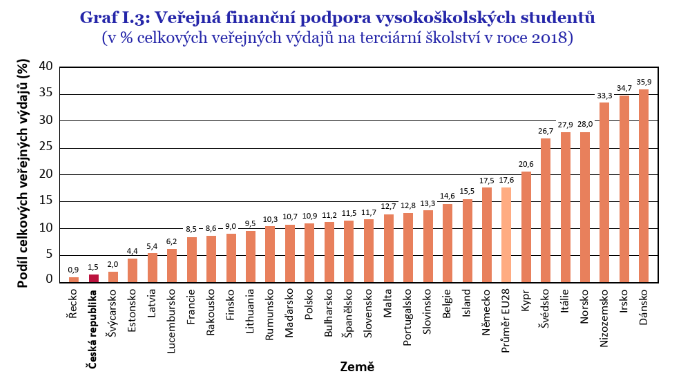 Graf I.3: Veřejná finanční podpora vysokoškolských studentů
(v % celkových veřejných výdajů na terciární školství v roce 2018)
Podíl celkových veřejných výdajů (%)
40
35
30
25
20
15
10
5
0
0,9
1,5
2,0
4,4
5,4
6,2
8,5
8,6
9,0
9,5
10,3
10,7
10,9
11,2
11,5
11,7
12,7
12,8
13,3
14,6
15,5
17,5
17,6
20,6
26,7
27,9
28,0
33,3
34,7
35,9
Řecko
Česká republika
Švýcarsko
Estonsko
Latvia
Lucembursko
Francie
Rakousko
Finsko
Lithuania
Rumunsko
Maďarsko
Polsko
Bulharsko
Španělsko
Slovensko
Malta
Portugalsko
Slovinsko
Belgie
Island
Německo
Průměr EU28
Kypr
Švédsko
Itálie
Norsko
Nizozemsko
Irsko
Dánsko
Země